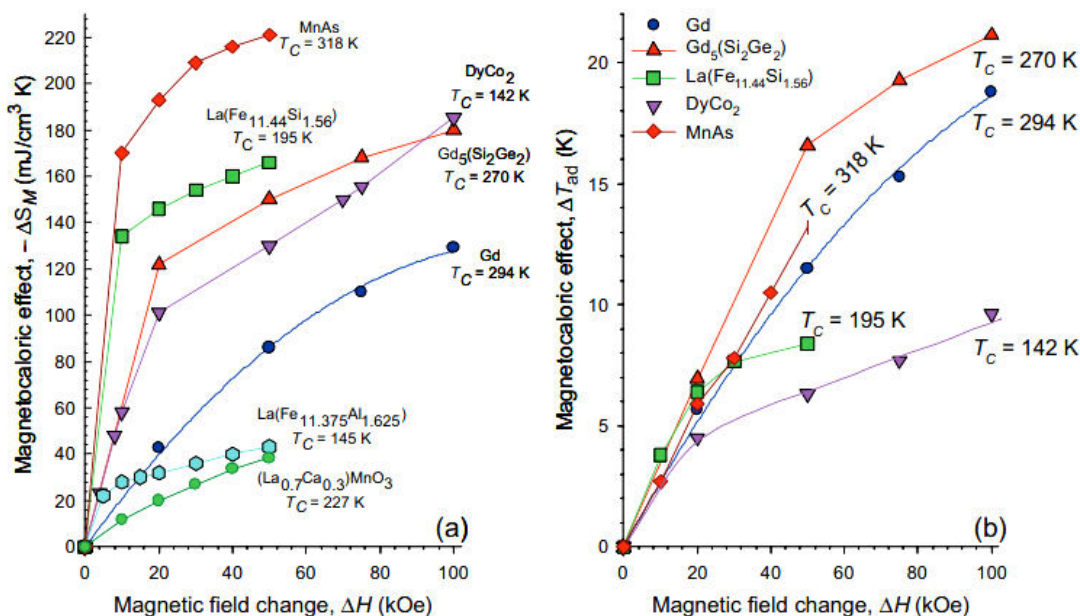 MnAs
T_C = 318 K
La(Fe₁₁.₄₄Si₁.₅₆)
T_C = 195 K
DyCo₂
T_C = 142 K
Gd₅(Si₂Ge₂)
T_C = 270 K
Gd
T_C = 294 K
La(Fe₁₁.₃₇₅Al₁.₆₂₅)
T_C = 145 K
(La₀.₇Ca₀.₃)MnO₃
T_C = 227 K
(a)
220
200
180
160
140
120
100
80
60
40
20
0
0 20 40 60 80 100
Magnetocaloric effect, – ΔS_M (mJ/cm³ K)
Magnetic field change, ΔH (kOe)
Gd
Gd₅(Si₂Ge₂)
La(Fe₁₁.₄₄Si₁.₅₆)
DyCo₂
MnAs
T_C = 270 K
T_C = 294 K
T_C = 318 K
T_C = 195 K
T_C = 142 K
(b)
20
15
10
5
0
0 20 40 60 80 100
Magnetocaloric effect, ΔT_ad (K)
Magnetic field change, ΔH (kOe)